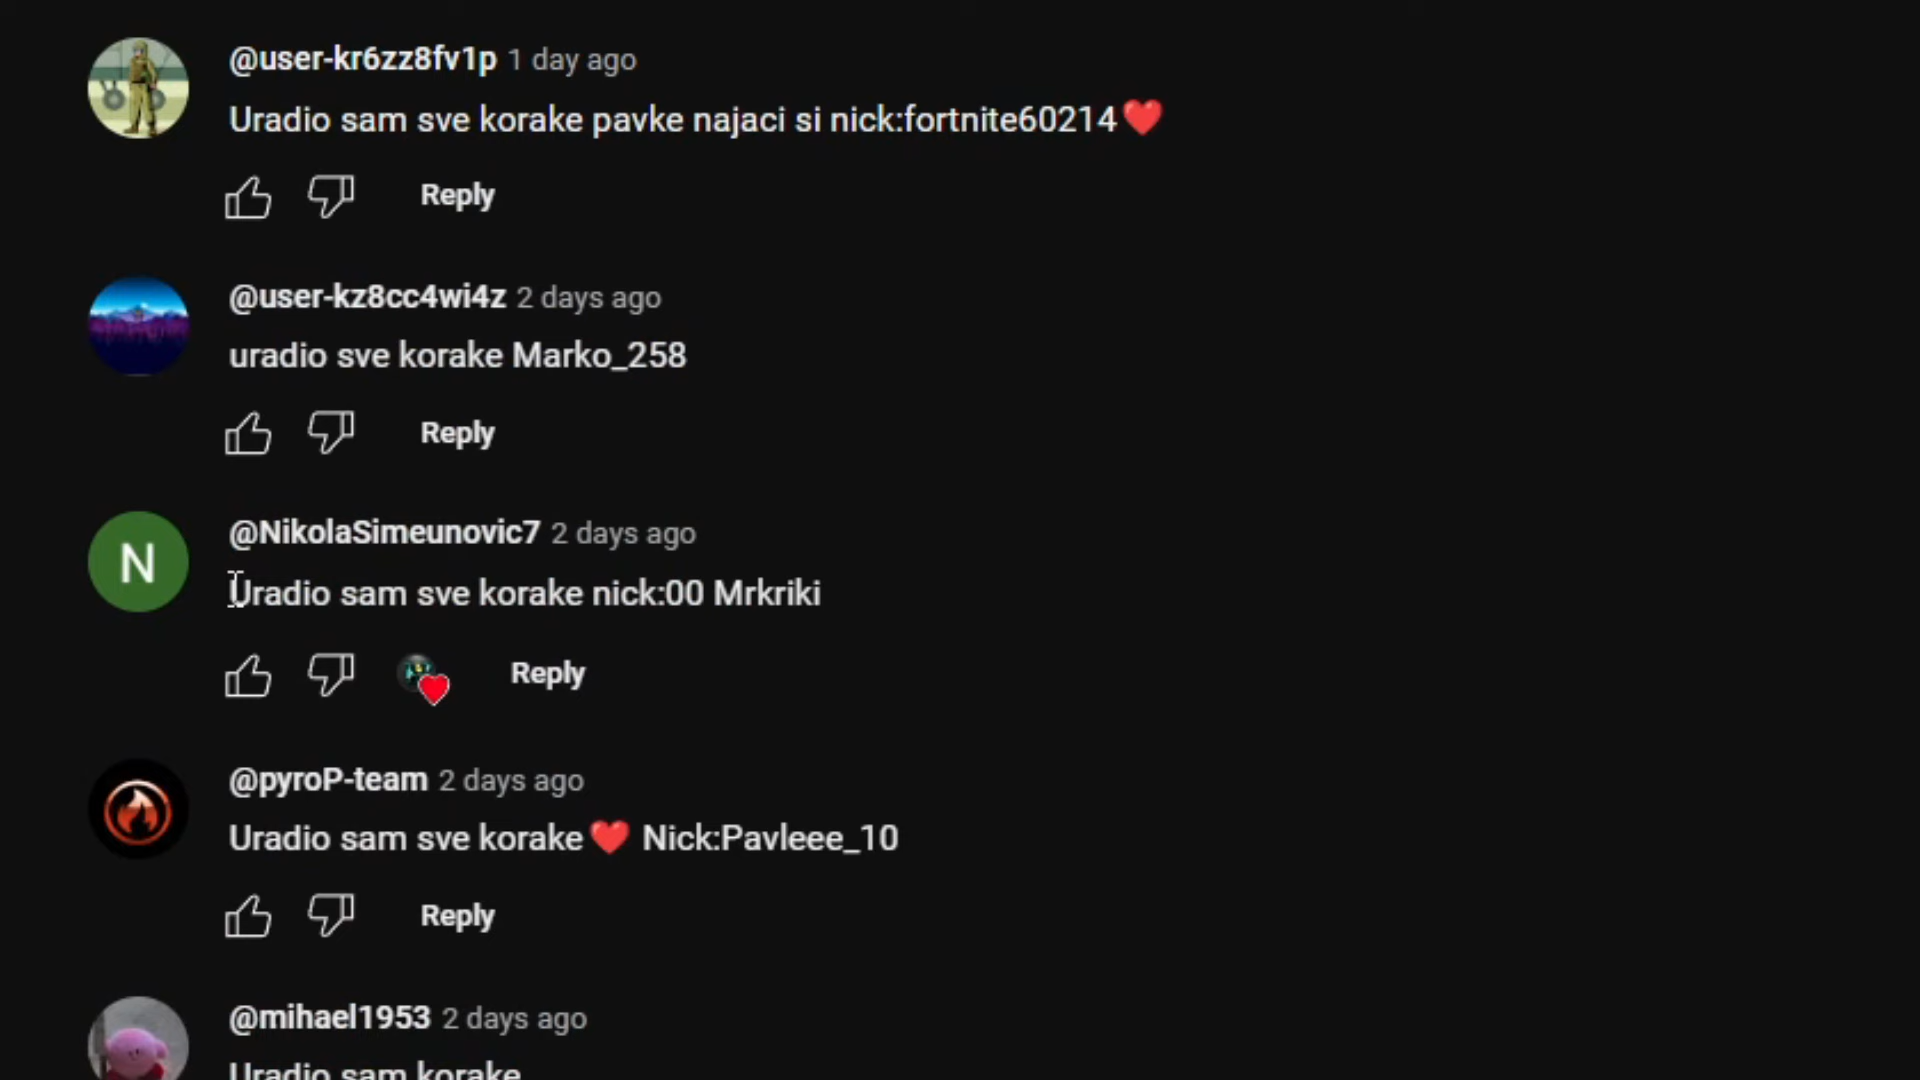 @user-kr6zz8fv1p 1 day ago
Uradio sam sve korake pavke najaci si nick:fortnite60214❤️
Reply
@user-kz8cc4wi4z 2 days ago
uradio sve korake Marko_258
Reply
N
@NikolaSimeunovic7 2 days ago
Uradio sam sve korake nick:00 Mrkriki
Reply
@pyroP-team 2 days ago
Uradio sam sve korake❤️ Nick:Pavleee_10
Reply
@mihael1953 2 days ago
Uradio sam korake